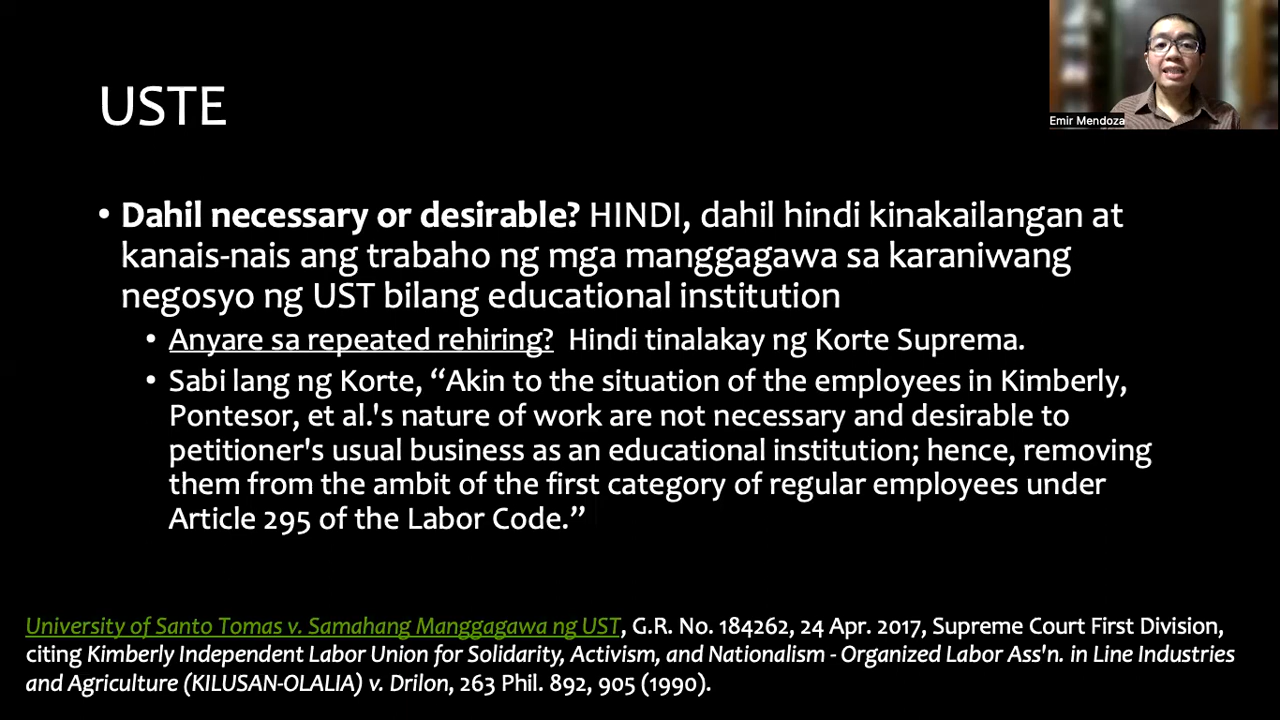 USTE
Emir Mendoza
• Dahil necessary or desirable? HINDI, dahil hindi kinakailangan at
kanais-nais ang trabaho ng mga manggagawa sa karaniwang
negosyo ng UST bilang educational institution
• Anyare sa repeated rehiring? Hindi tinalakay ng Korte Suprema.
• Sabi lang ng Korte, “Akin to the situation of the employees in Kimberly,
Pontesor, et al.'s nature of work are not necessary and desirable to
petitioner's usual business as an educational institution; hence, removing
them from the ambit of the first category of regular employees under
Article 295 of the Labor Code.”
University of Santo Tomas v. Samahang Manggagawa ng UST, G.R. No. 184262, 24 Apr. 2017, Supreme Court First Division,
citing Kimberly Independent Labor Union for Solidarity, Activism, and Nationalism - Organized Labor Ass'n. in Line Industries
and Agriculture (KILUSAN-OLALIA) v. Drilon, 263 Phil. 892, 905 (1990).